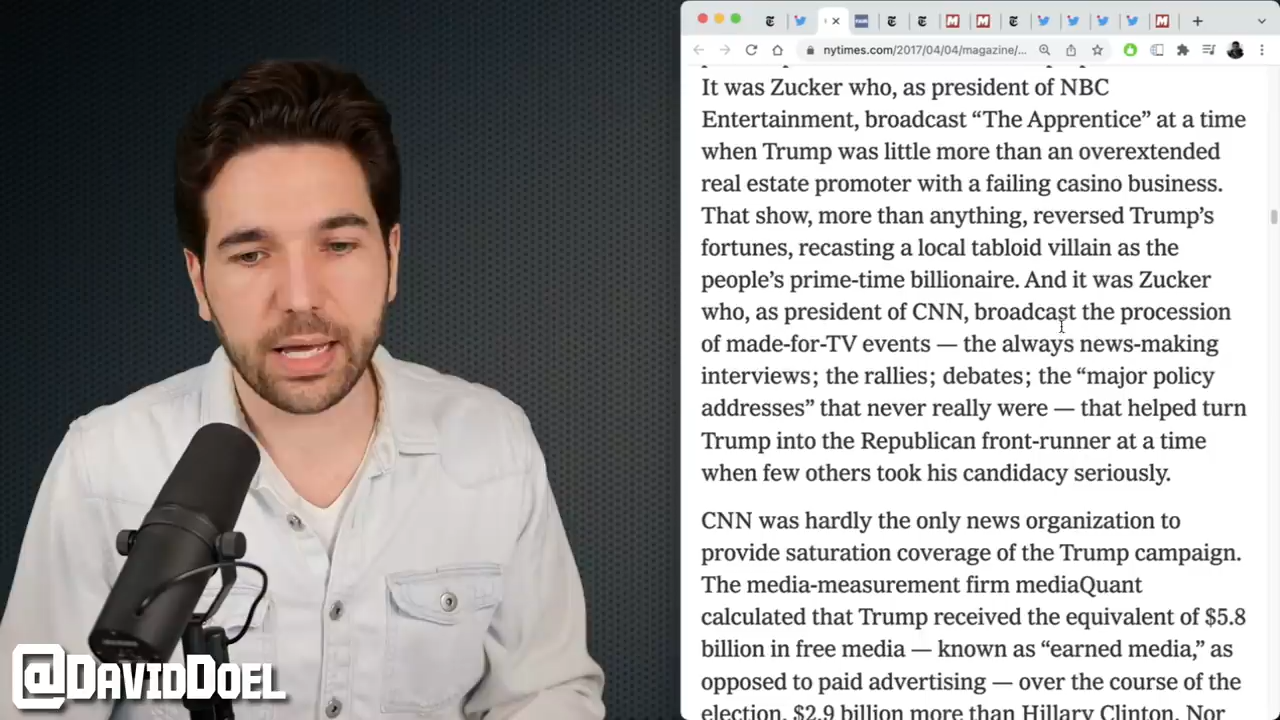 nytimes.com/2017/04/04/magazine/...
It was Zucker who, as president of NBC
Entertainment, broadcast “The Apprentice” at a time
when Trump was little more than an overextended
real estate promoter with a failing casino business.
That show, more than anything, reversed Trump’s
fortunes, recasting a local tabloid villain as the
people’s prime-time billionaire. And it was Zucker
who, as president of CNN, broadcast the procession
of made-for-TV events — the always news-making
interviews; the rallies; debates; the “major policy
addresses” that never really were — that helped turn
Trump into the Republican front-runner at a time
when few others took his candidacy seriously.
CNN was hardly the only news organization to
provide saturation coverage of the Trump campaign.
The media-measurement firm mediaQuant
calculated that Trump received the equivalent of $5.8
billion in free media — known as “earned media,” as
opposed to paid advertising — over the course of the
election, $2.9 billion more than Hillary Clinton. Nor
@DavidDoel